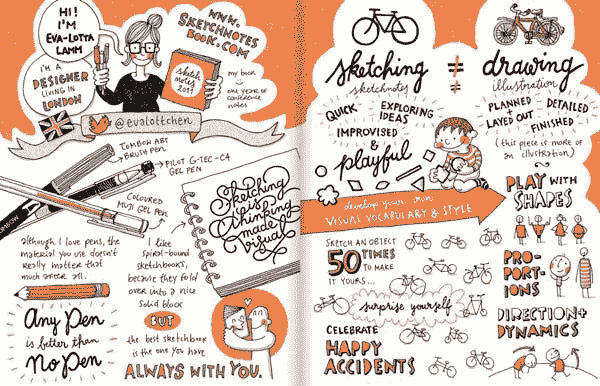 HI!
I'M
EVA-LOTTA
LAMM
I'M A
DESIGNER
LIVING IN
LONDON
WWW.
SKETCHNOTES
BOOK.COM
sketch
notes
2011
my book
one year of
conference
notes
@evalottchen
TOMBOW ABT
BRUSH PEN
PILOT G-TEC-C4
GEL PEN
COLOURED
MUJI GEL PEN
TOMBOW
Sketching
is
thinking
made
visual
although I love pens, the
material you use doesn't
really matter that
much after all.
Any Pen
is better than
No Pen
I like
spiral-bound
sketchbooks,
because they fold
over into a nice
solid block
BUT
the best sketchbook
is the one you have
ALWAYS WITH YOU.
sketching
sketchnotes
≠
drawing
illustration
QUICK
EXPLORING
IDEAS
IMPROVISED
&
playful
PLANNED
DETAILED
LAYED OUT
FINISHED
(this piece is more of
an illustration)
develop your own
VISUAL VOCABULARY & STYLE
SKETCH AN OBJECT
50 TIMES
TO MAKE
IT YOURS...
surprise yourself
CELEBRATE
HAPPY
ACCIDENTS
PLAY WITH
SHAPES
PRO-
PORT-
IONS
DIRECTION+
DYNAMICS